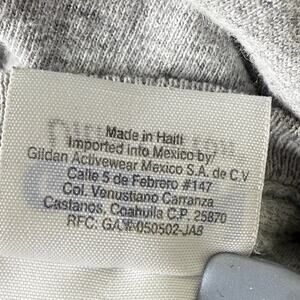 Made in Haiti
Imported into Mexico by/
Gildan Activewear Mexico S.A. de C.V
Calle 5 de Febrero #147
Col. Venustiano Carranza
Castanos, Coahuila C.P. 25870
RFC: